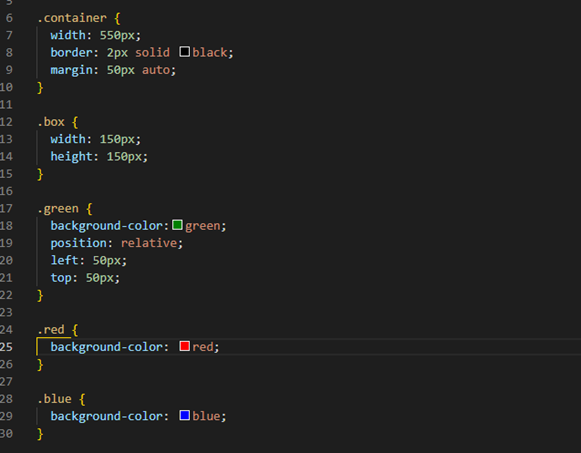 5
6 .container {
7 width: 550px;
8 border: 2px solid black;
9 margin: 50px auto;
10 }
11
12 .box {
13 width: 150px;
14 height: 150px;
15 }
16
17 .green {
18 background-color:green;
19 position: relative;
20 left: 50px;
21 top: 50px;
22 }
23
24 .red {
25 background-color: red;
26 }
27
28 .blue {
29 background-color: blue;
30 }